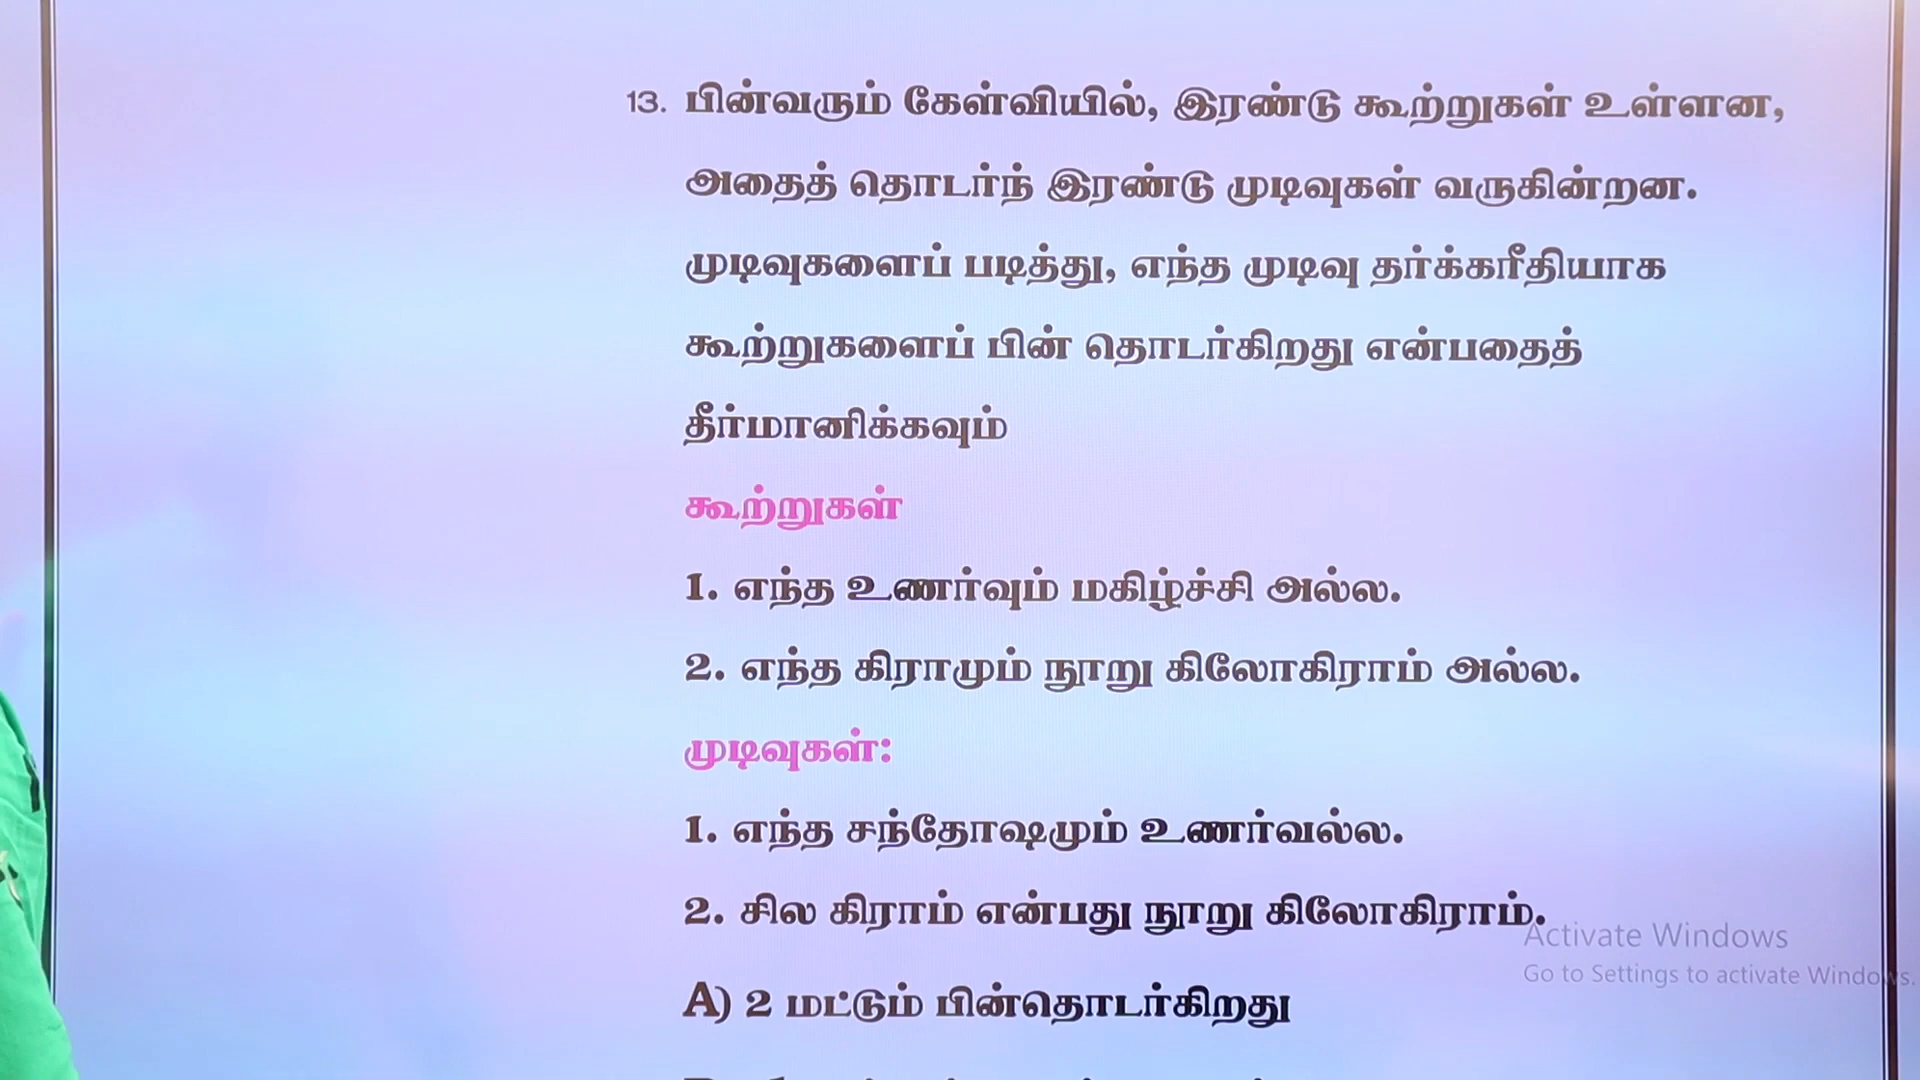 13. பின்வரும் கேள்வியில், இரண்டு கூற்றுகள் உள்ளன,
அதைத் தொடர்ந் இரண்டு முடிவுகள் வருகின்றன.
முடிவுகளைப் படித்து, எந்த முடிவு தர்க்கரீதியாக
கூற்றுகளைப் பின் தொடர்கிறது என்பதைத்
தீர்மானிக்கவும்
கூற்றுகள்
1. எந்த உணர்வும் மகிழ்ச்சி அல்ல.
2. எந்த கிராமும் நூறு கிலோகிராம் அல்ல.
முடிவுகள்:
1. எந்த சந்தோஷமும் உணர்வல்ல.
2. சில கிராம் என்பது நூறு கிலோகிராம்.
Activate Windows
Go to Settings to activate Windows.
A) 2 மட்டும் பின்தொடர்கிறது